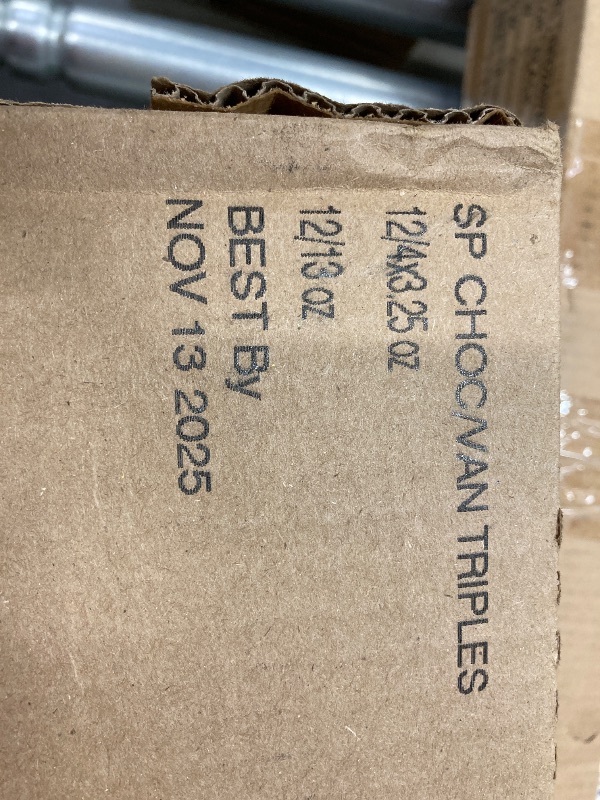 SP CHOC/VAN TRIPLES
12/4x3.25 oz
12/13 oz
BEST By
NOV 13 2025